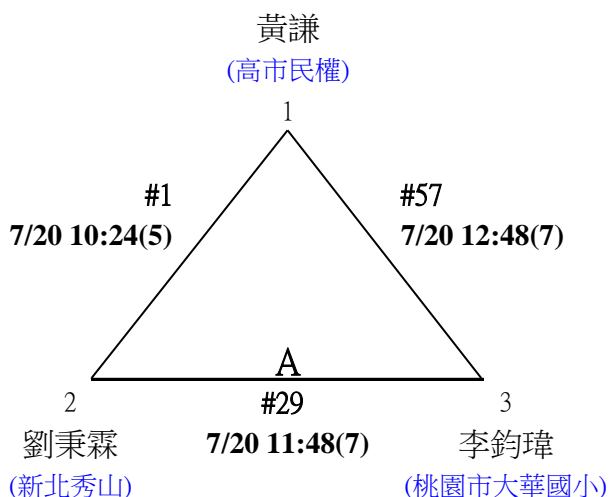 黃謙
(高市民權)
1
#1
#57
7/20 10:24(5)
7/20 12:48(7)
A
2
#29
3
劉秉霖
7/20 11:48(7)
李鈞瑋
(新北秀山)
(桃園市大華國小)